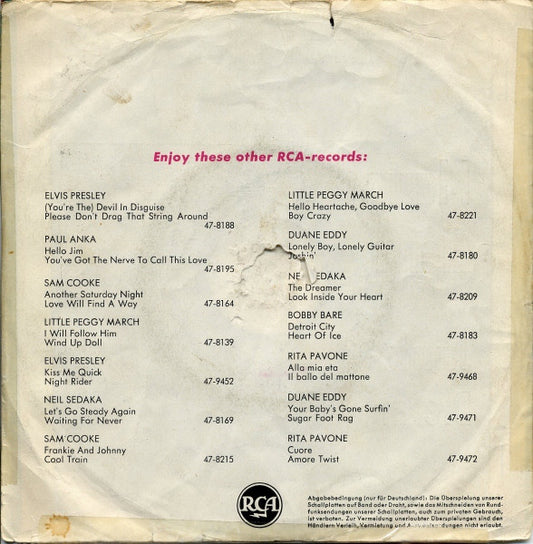 Enjoy these other RCA-records:
ELVIS PRESLEY
(You're The) Devil In Disguise
Please Don't Drag That String Around
47-8188
PAUL ANKA
Hello Jim
You've Got The Nerve To Call This Love
47-8195
SAM COOKE
Another Saturday Night
Love Will Find A Way 47-8164
LITTLE PEGGY MARCH
I Will Follow Him
Wind Up Doll 47-8139
ELVIS PRESLEY
Kiss Me Quick
Night Rider 47-9452
NEIL SEDAKA
Let's Go Steady Again
Waiting For Never 47-8169
SAM COOKE
Frankie And Johnny
Cool Train 47-8215
LITTLE PEGGY MARCH
Hello Heartache, Goodbye Love
Boy Crazy 47-8221
DUANE EDDY
Lonely Boy, Lonely Guitar
47-8180
SEDAKA
The Dreamer
Look Inside Your Heart 47-8209
BOBBY BARE
Detroit City
Heart Of Ice 47-8183
RITA PAVONE
Alla mia eta
Il ballo del mattone 47-9468
DUANE EDDY
Your Baby's Gone Surfin'
Sugar Foot Rag 47-9471
RITA PAVONE
Cuore
Amore Twist 47-9472
RCA
Abgabebedingung (nur für Deutschland): Die Überspielung unserer
Schallplatten auf Band oder Draht, sowie das Mitschneiden von Rund-
funksendungen unserer Schallplatten, auch zum privaten Gebrauch,
ist verboten. Zur Vermeidung unerlaubter Überspielungen sind den
Händlern Verleih, Vermietung und Auswahlsendungen nicht erlaubt.